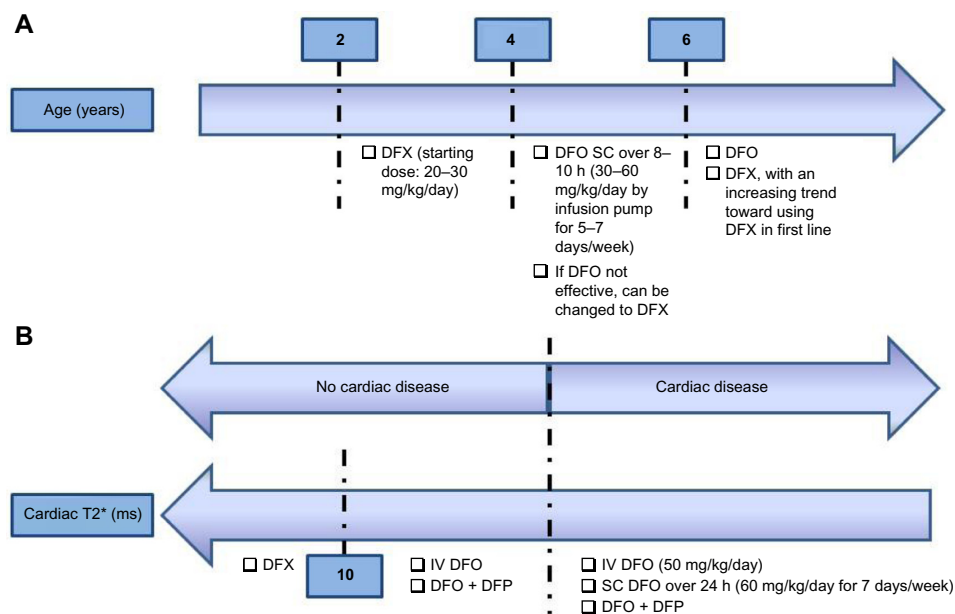 A
2
4
6
Age (years)
❑ DFX (starting
dose: 20–30
mg/kg/day)
❑ DFO SC over 8–
10 h (30–60
mg/kg/day by
infusion pump
for 5–7
days/week)
❑ If DFO not
effective, can be
changed to DFX
❑ DFO
❑ DFX, with an
increasing trend
toward using
DFX in first line
B
No cardiac disease
Cardiac disease
Cardiac T2* (ms)
❑ DFX
10
❑ IV DFO
❑ DFO + DFP
❑ IV DFO (50 mg/kg/day)
❑ SC DFO over 24 h (60 mg/kg/day for 7 days/week)
❑ DFO + DFP